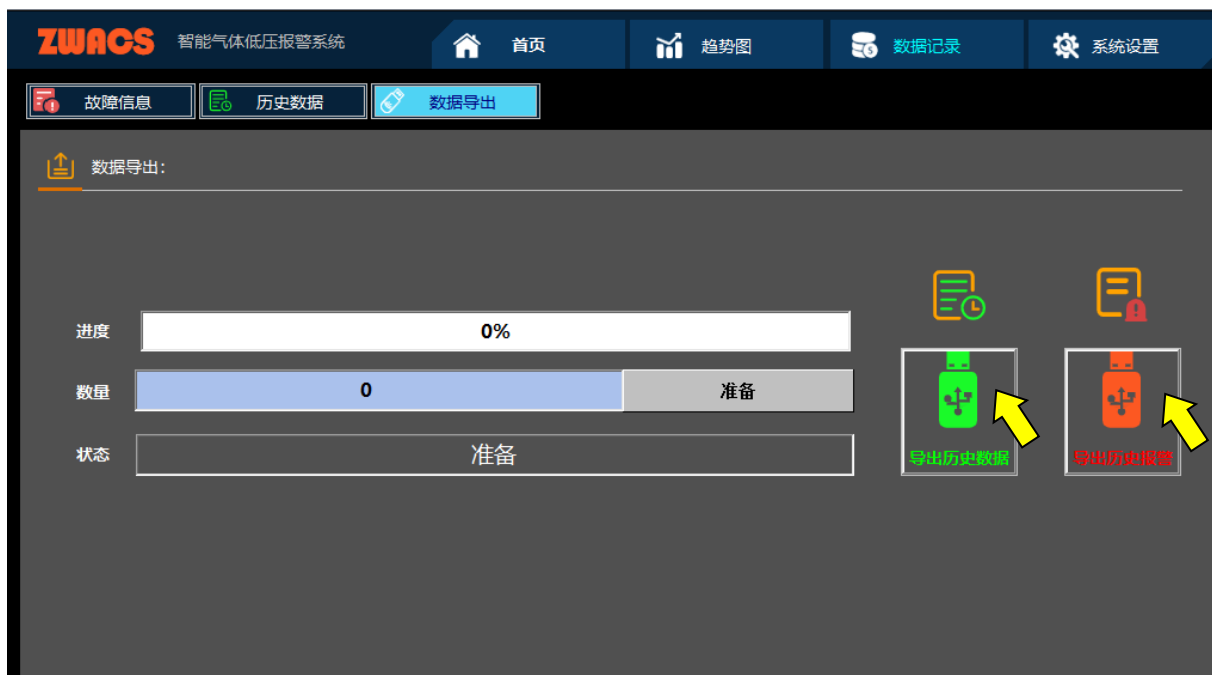 ZWACS 智能气体低压报警系统 首页 趋势图 数据记录 系统设置
故障信息 历史数据 数据导出
数据导出:
进度 0%
数量 0 准备
状态 准备
导出历史数据 导出历史报警